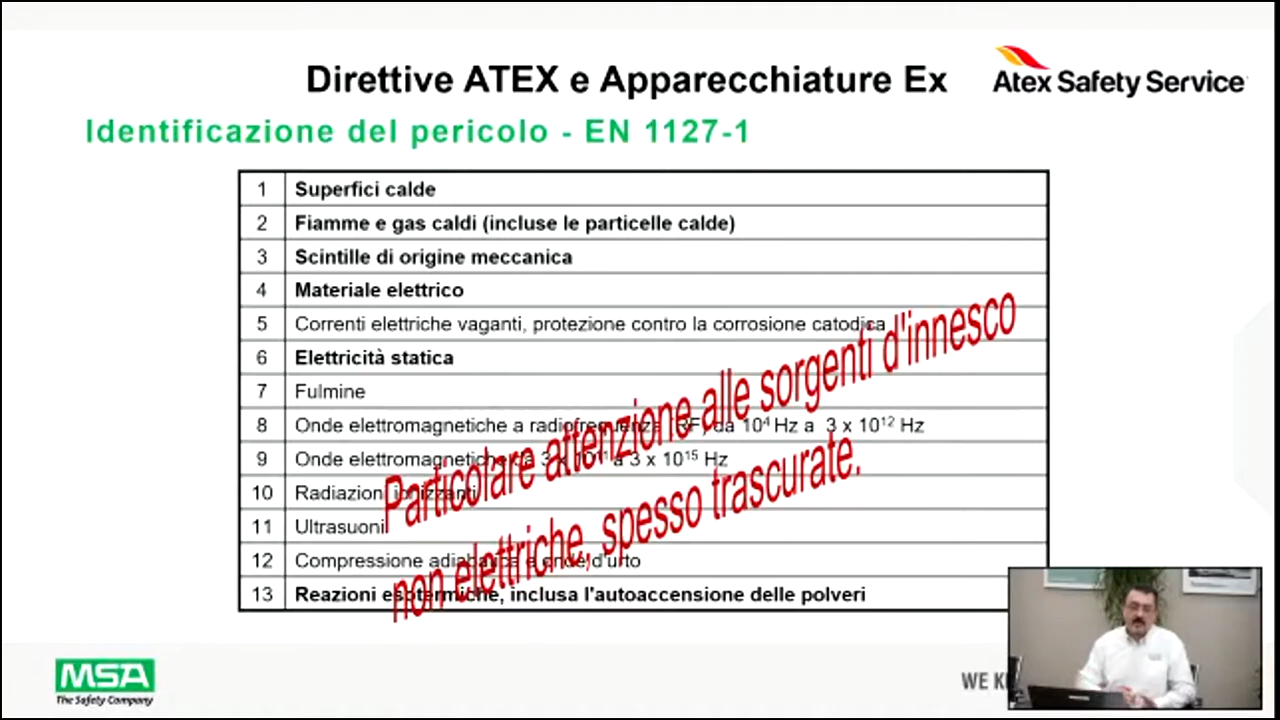 Direttive ATEX e Apparecchiature Ex
Atex Safety Service
Identificazione del pericolo - EN 1127-1
1 Superfici calde
2 Fiamme e gas caldi (incluse le particelle calde)
3 Scintille di origine meccanica
4 Materiale elettrico
5 Correnti elettriche vaganti, protezione contro la corrosione catodica
6 Elettricità statica
7 Fulmine
8 Onde elettromagnetiche a radiofrequenza RF, da 10⁴ Hz a 3 x 10¹² Hz
9 Onde elettromagnetiche da 3 x 10¹¹ a 3 x 10¹⁵ Hz
10 Radiazioni ionizzanti
11 Ultrasuoni
12 Compressione adiabatica e onde d'urto
13 Reazioni esotermiche, inclusa l'autoaccensione delle polveri
Particolare attenzione alle sorgenti d'innesco
non elettriche, spesso trascurate.
MSA
The Safety Company
WE